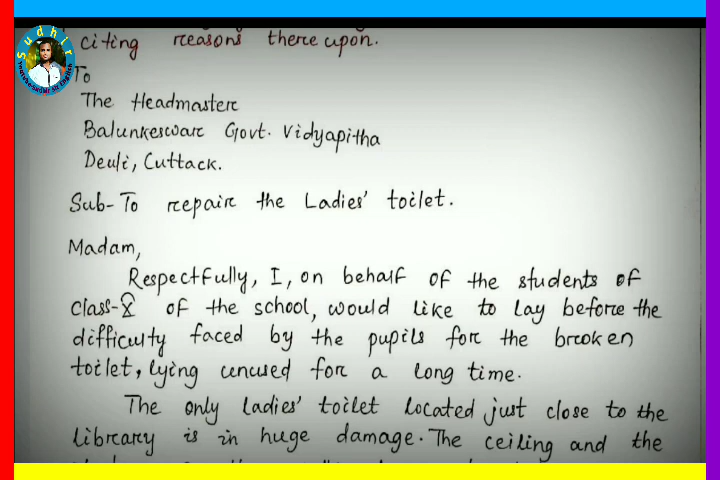 citing reasons there upon.
To
The Headmaster
Balunkeswar Govt. Vidyapitha
Deuli, Cuttack.
Sub- To repair the Ladies' toilet.
Madam,
Respectfully, I, on behalf of the students of
class-X of the school, would like to lay before the
difficulty faced by the pupils for the broken
toilet, lying unused for a long time.
The only ladies' toilet located just close to the
library is in huge damage. The ceiling and the
Sudhir